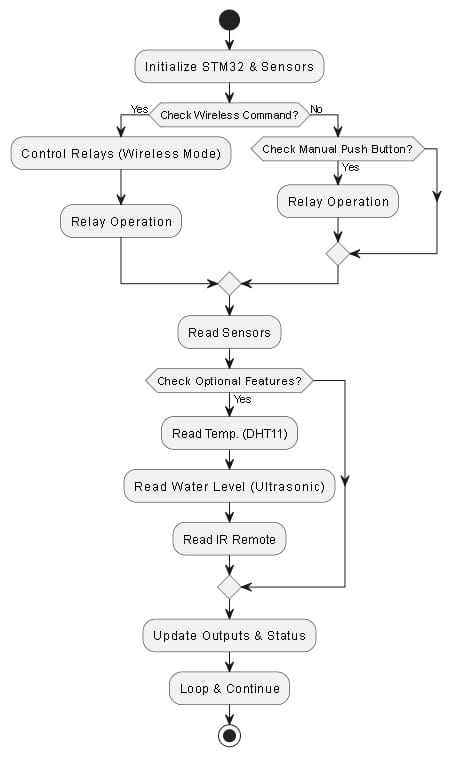 Initialize STM32 & Sensors
Yes
Check Wireless Command?
No
Control Relays (Wireless Mode)
Check Manual Push Button?
Yes
Relay Operation
Relay Operation
Read Sensors
Check Optional Features?
Yes
Read Temp. (DHT11)
Read Water Level (Ultrasonic)
Read IR Remote
Update Outputs & Status
Loop & Continue